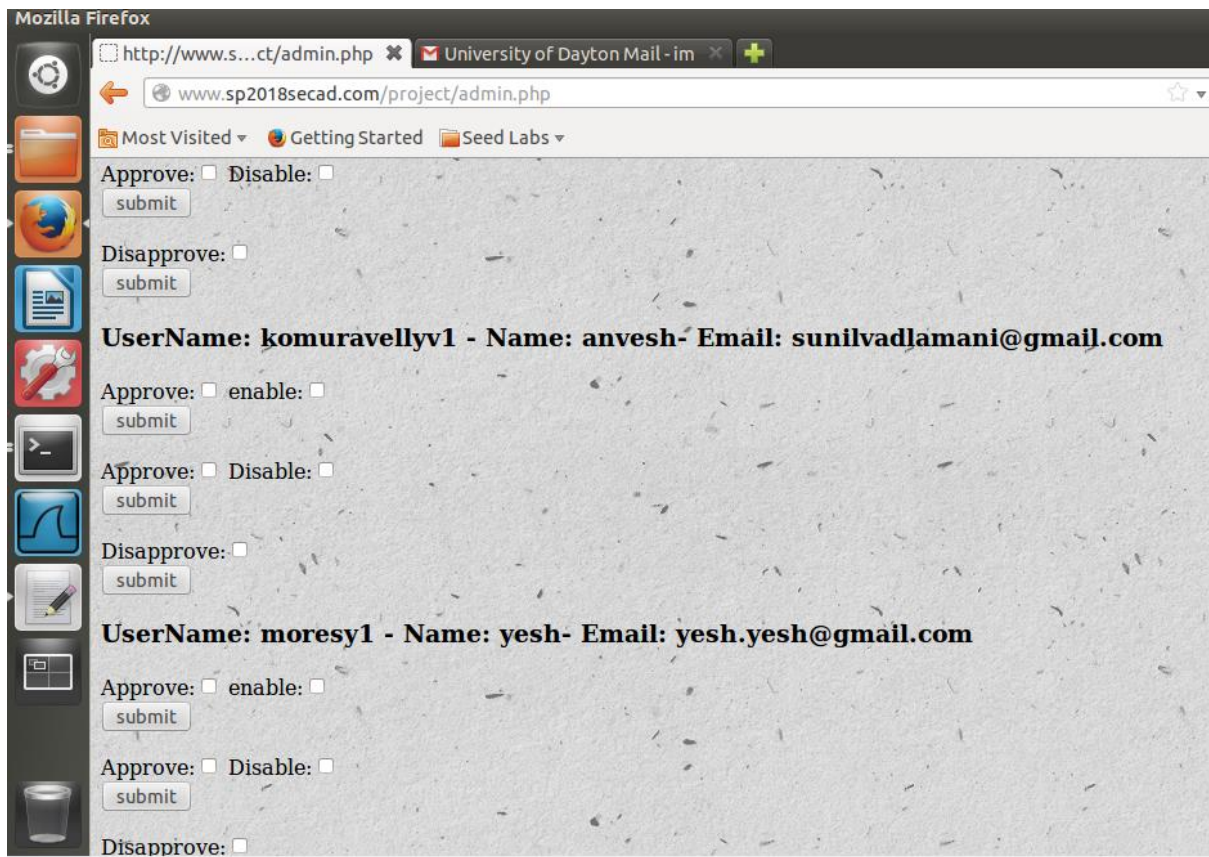 Mozilla Firefox
http://www.s...ct/admin.php
University of Dayton Mail - im
www.sp2018secad.com/project/admin.php
Most Visited Getting Started Seed Labs
Approve: Disable:
submit
Disapprove:
submit
UserName: komuravellyv1 - Name: anvesh- Email: sunilvadlamani@gmail.com
Approve: enable:
submit
Approve: Disable:
submit
Disapprove:
submit
UserName: moresy1 - Name: yesh- Email: yesh.yesh@gmail.com
Approve: enable:
submit
Approve: Disable:
submit
Disapprove: